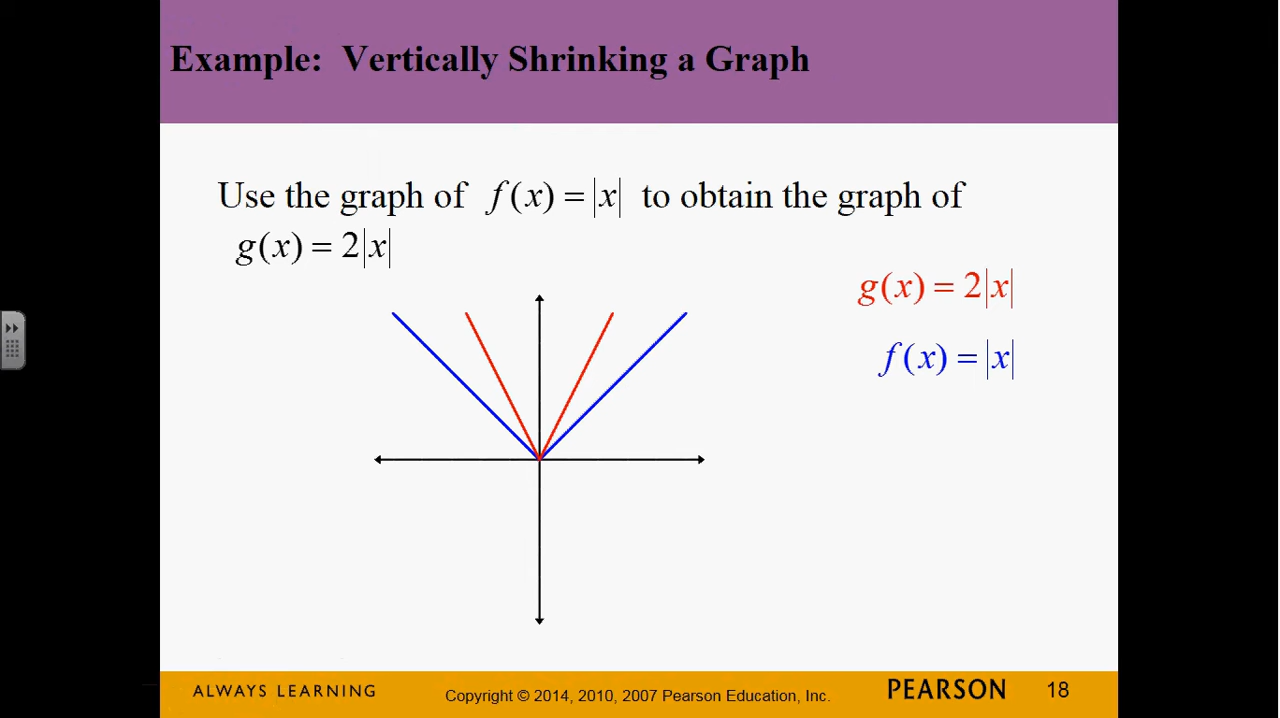 Example: Vertically Shrinking a Graph
Use the graph of f(x) = |x| to obtain the graph of
g(x) = 2|x|
g(x) = 2|x|
f(x) = |x|
ALWAYS LEARNING
Copyright © 2014, 2010, 2007 Pearson Education, Inc.
PEARSON
18